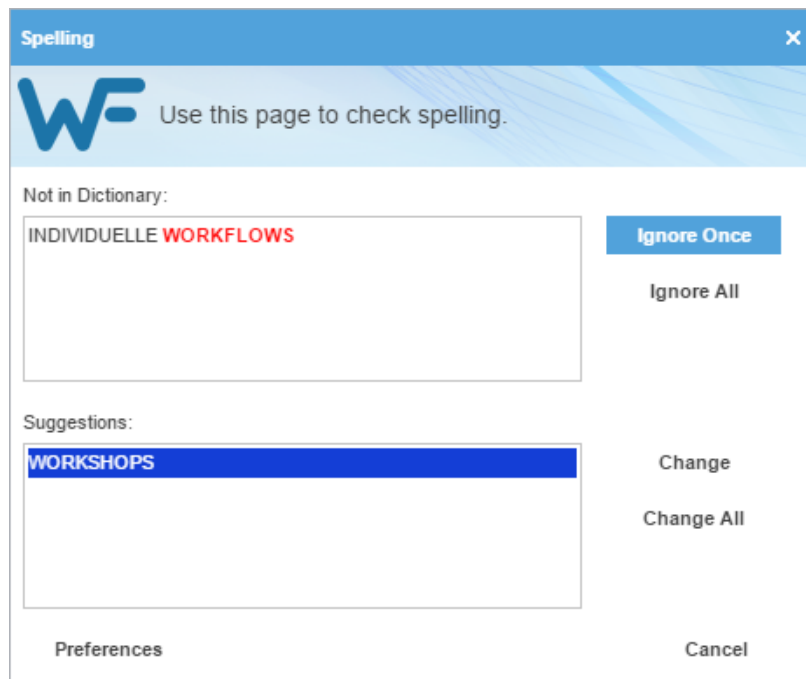 Spelling
WF
Use this page to check spelling.
Not in Dictionary:
INDIVIDUELLE WORKFLOWS
Ignore Once
Ignore All
Suggestions:
WORKSHOPS
Change
Change All
Preferences
Cancel